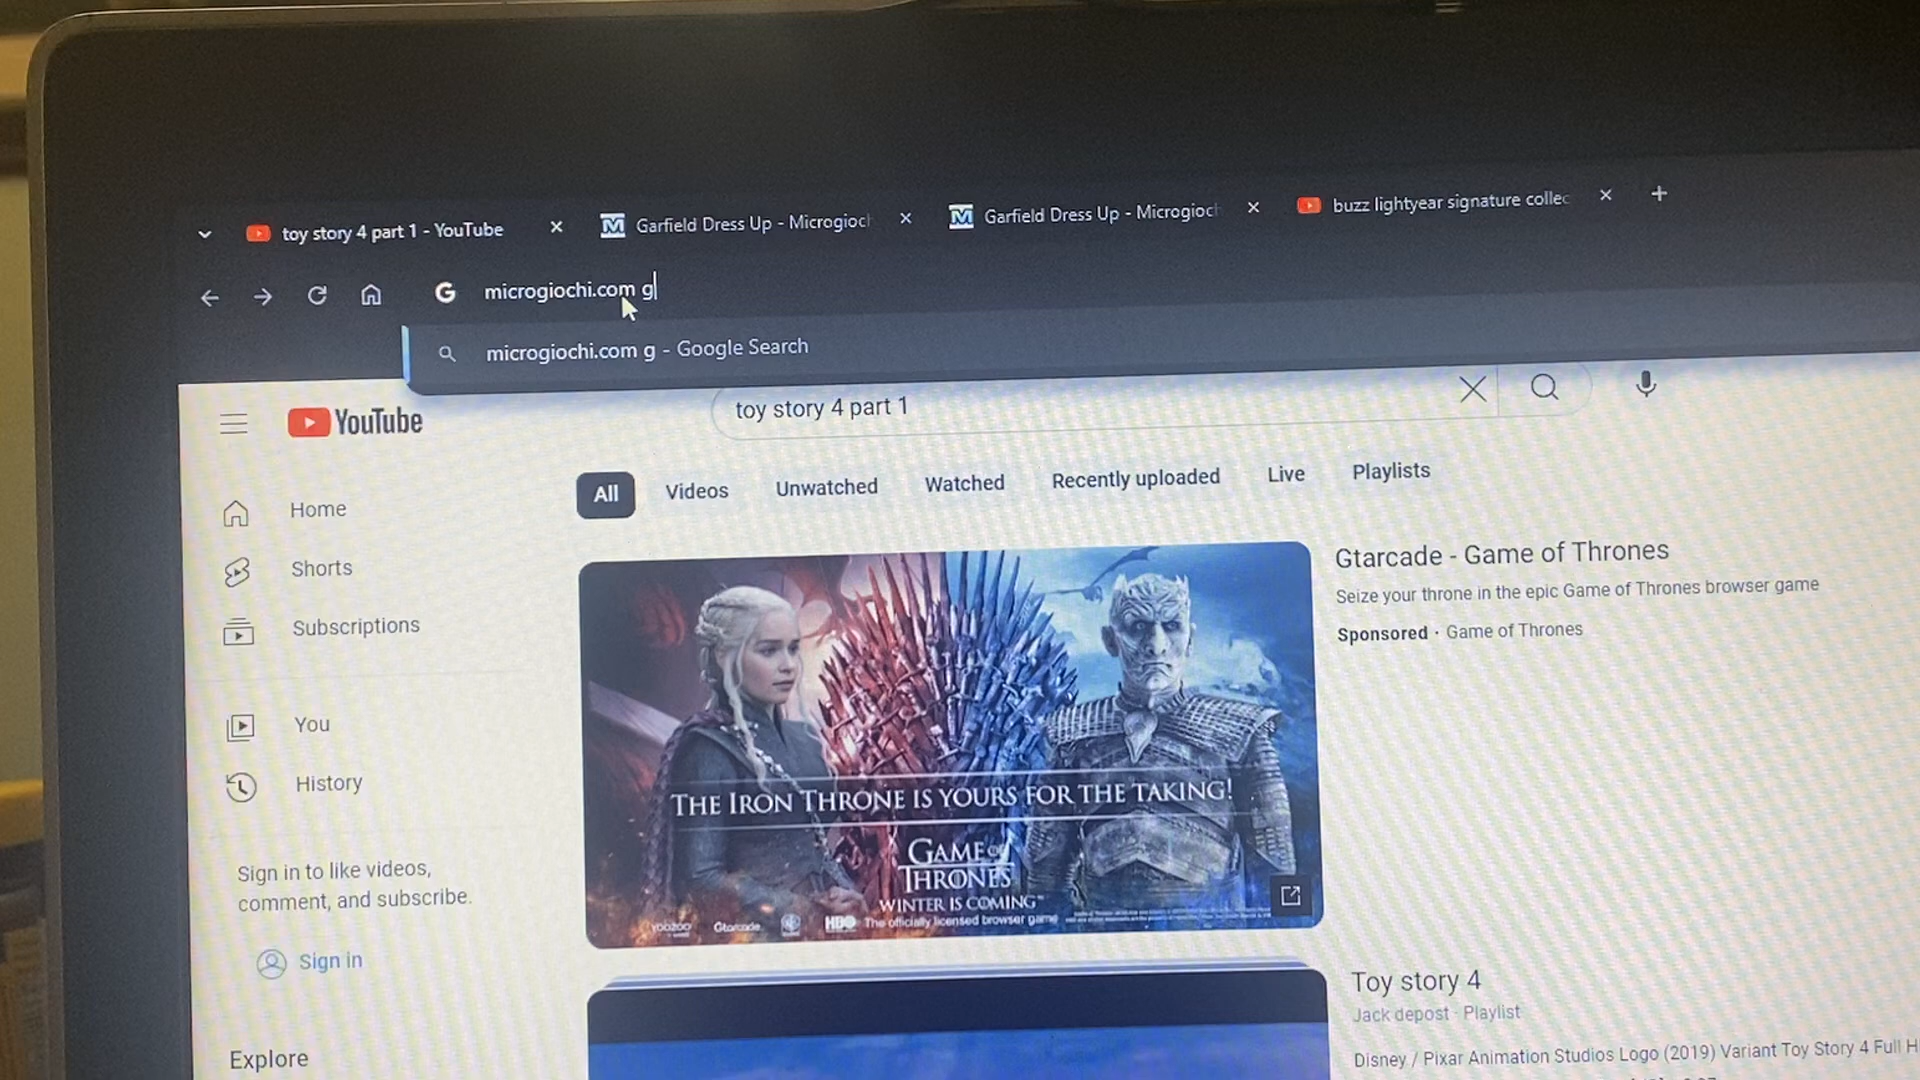 toy story 4 part 1 - YouTube
Garfield Dress Up - Microgioch
Garfield Dress Up - Microgioch
buzz lightyear signature collec
microgiochi.com g
microgiochi.com g - Google Search
YouTube
toy story 4 part 1
All
Videos
Unwatched
Watched
Recently uploaded
Live
Playlists
Home
Shorts
Subscriptions
You
History
Sign in to like videos,
comment, and subscribe.
Sign in
Explore
THE IRON THRONE IS YOURS FOR THE TAKING!
GAME OF
THRONES
WINTER IS COMING
yoozoo
Gtarcade
HBO
The officially licensed browser game
Gtarcade - Game of Thrones
Seize your throne in the epic Game of Thrones browser game
Sponsored · Game of Thrones
Toy story 4
Jack depost · Playlist
Disney / Pixar Animation Studios Logo (2019) Variant Toy Story 4 Full H